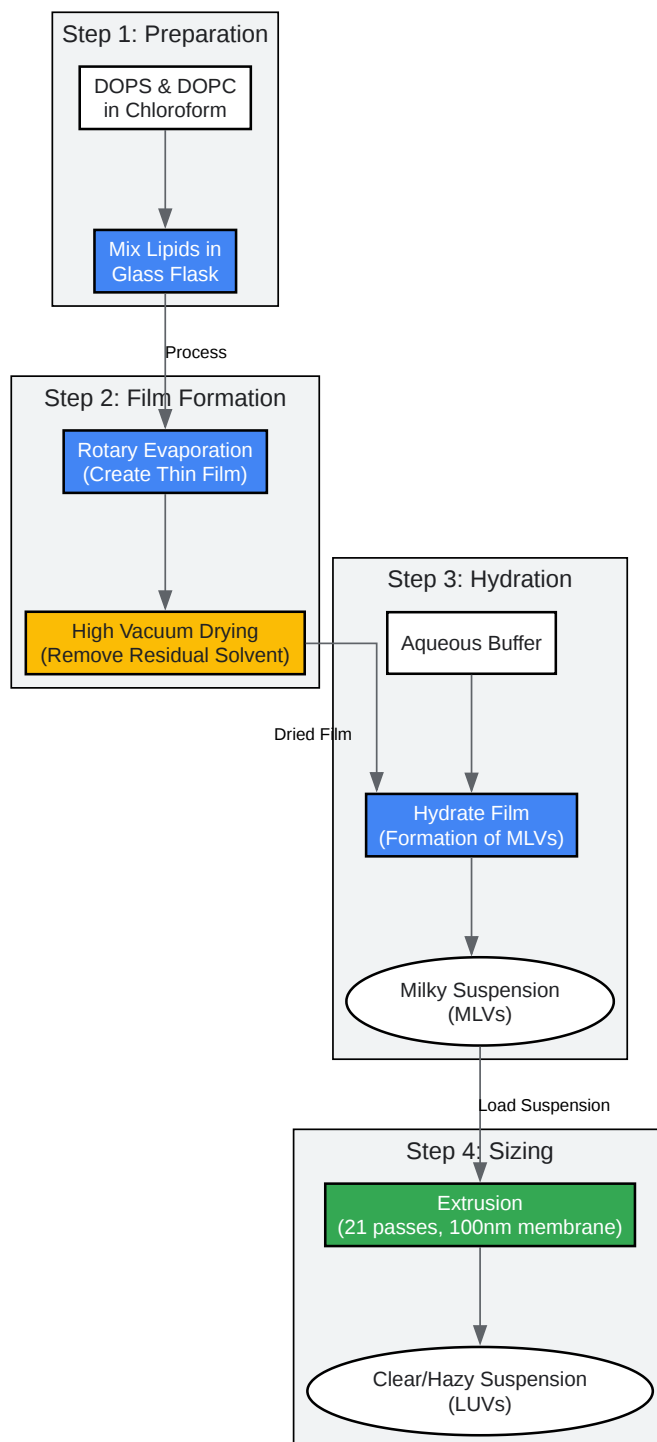 Step 1: Preparation
DOPS & DOPC
in Chloroform
Mix Lipids in
Glass Flask
Process
Step 2: Film Formation
Rotary Evaporation
(Create Thin Film)
High Vacuum Drying
(Remove Residual Solvent)
Dried Film
Step 3: Hydration
Aqueous Buffer
Hydrate Film
(Formation of MLVs)
Milky Suspension
(MLVs)
Load Suspension
Step 4: Sizing
Extrusion
(21 passes, 100nm membrane)
Clear/Hazy Suspension
(LUVs)